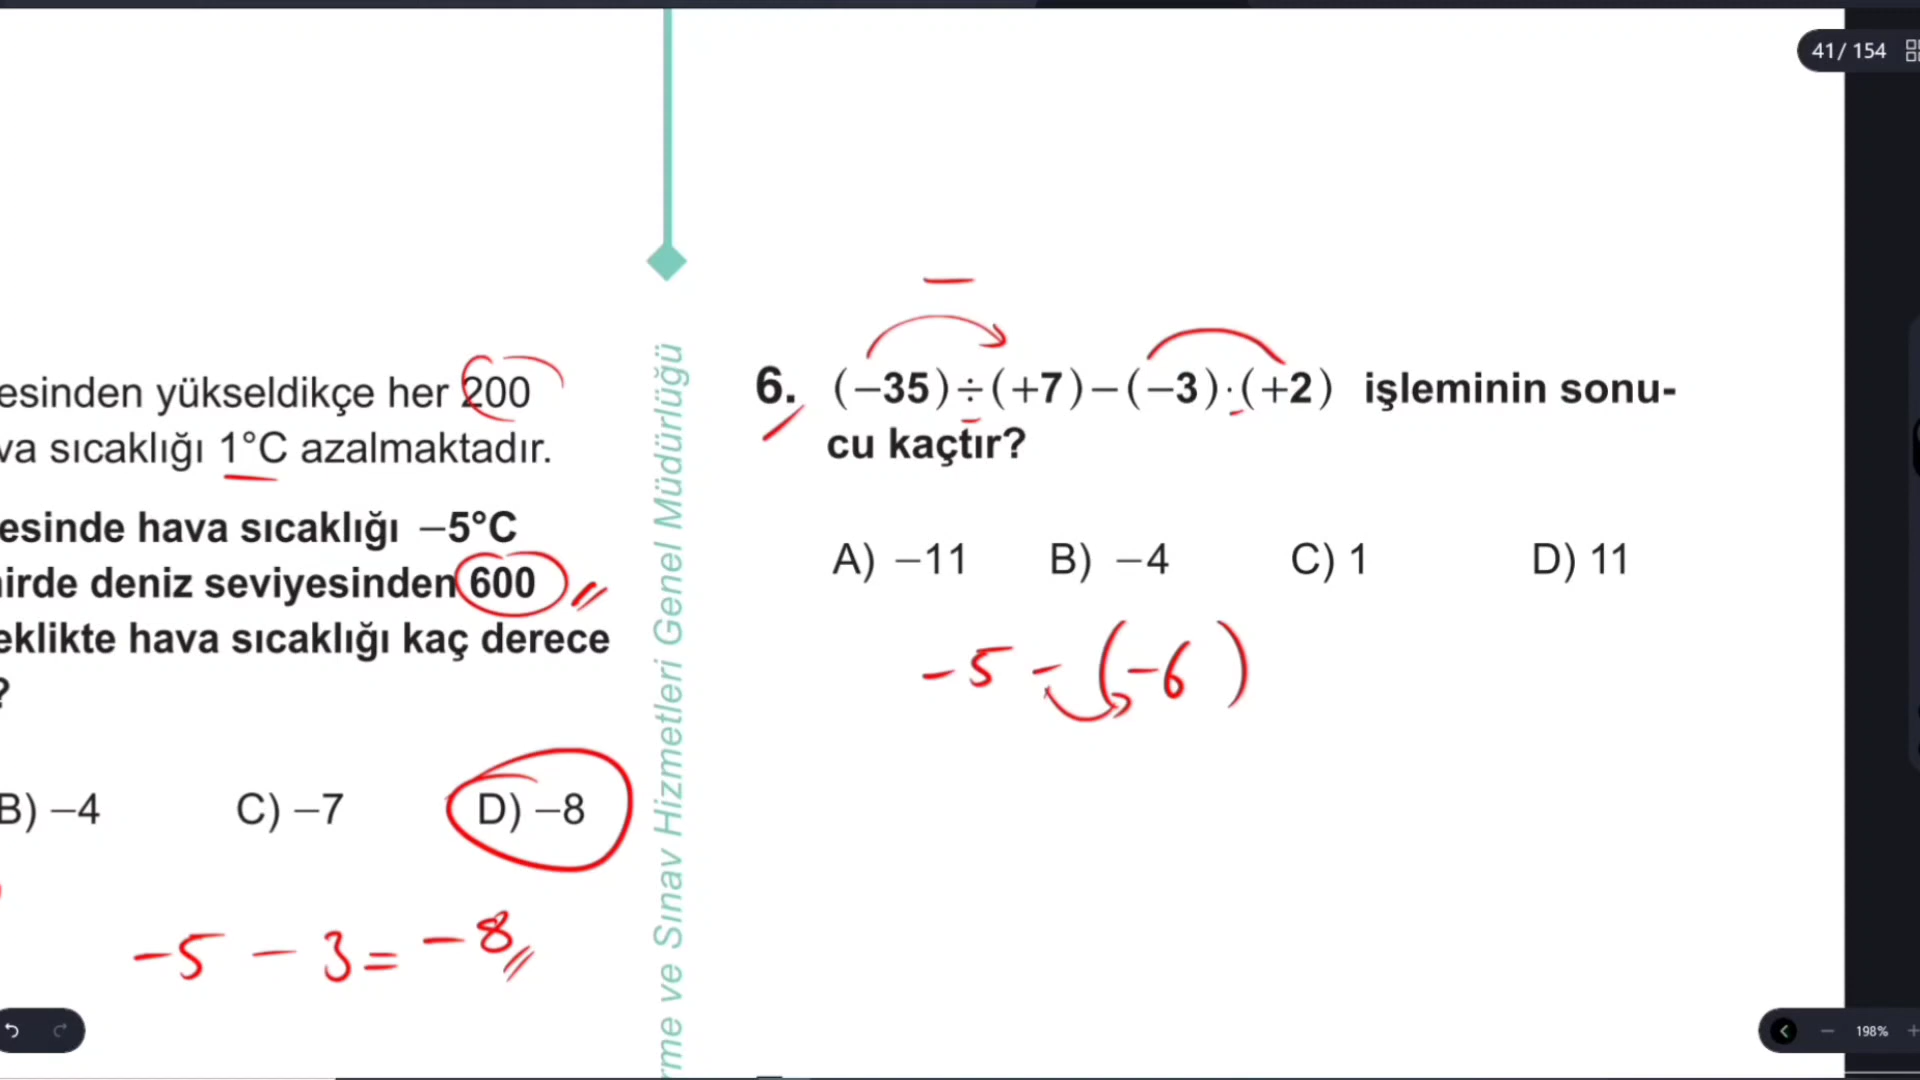 41/ 154
esinden yükseldikçe her 200
va sıcaklığı 1°C azalmaktadır.
esinde hava sıcaklığı −5°C
irde deniz seviyesinden 600
eklikte hava sıcaklığı kaç derece
?
B) −4 C) −7 D) −8
-5 - 3 = -8
rme ve Sınav Hizmetleri Genel Müdürlüğü
−
6. (−35)÷(+7)−(−3)·(+2) işleminin sonu-
cu kaçtır?
A) −11 B) −4 C) 1 D) 11
-5 - (-6)
198%